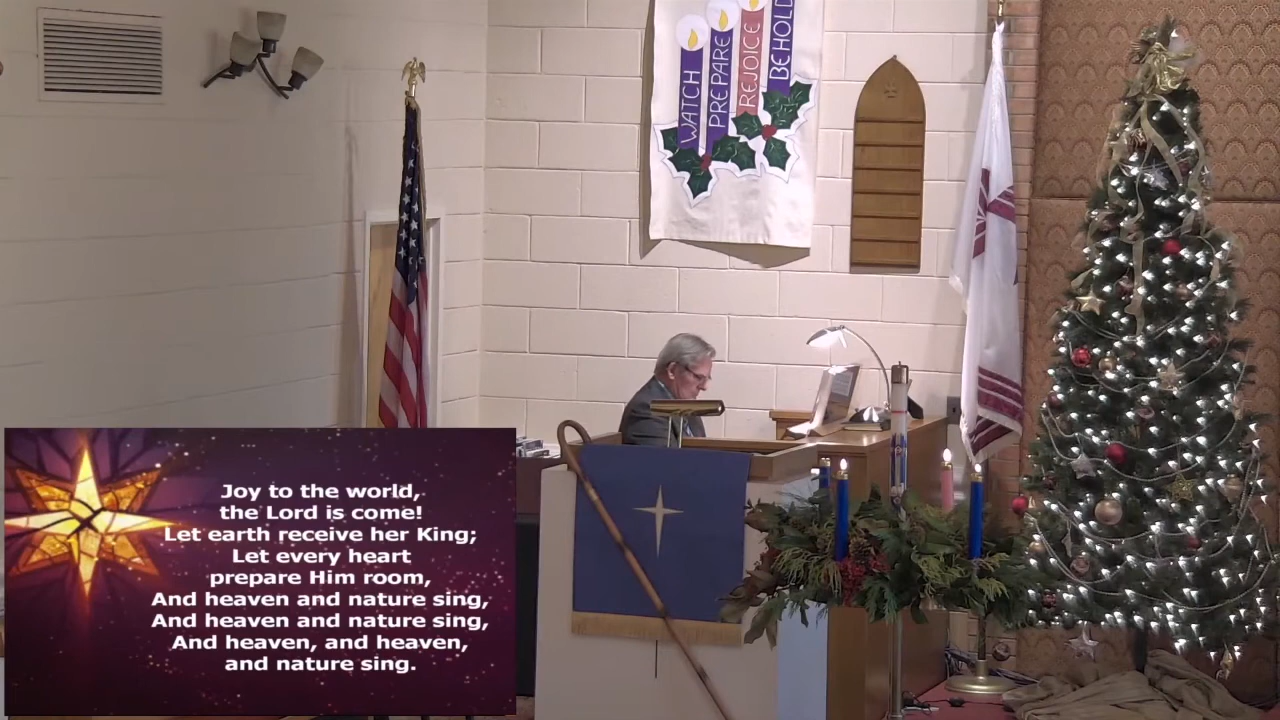 WATCH
PREPARE
REJOICE
BEHOLD
Joy to the world,
the Lord is come!
Let earth receive her King;
Let every heart
prepare Him room,
And heaven and nature sing,
And heaven and nature sing,
And heaven, and heaven,
and nature sing.